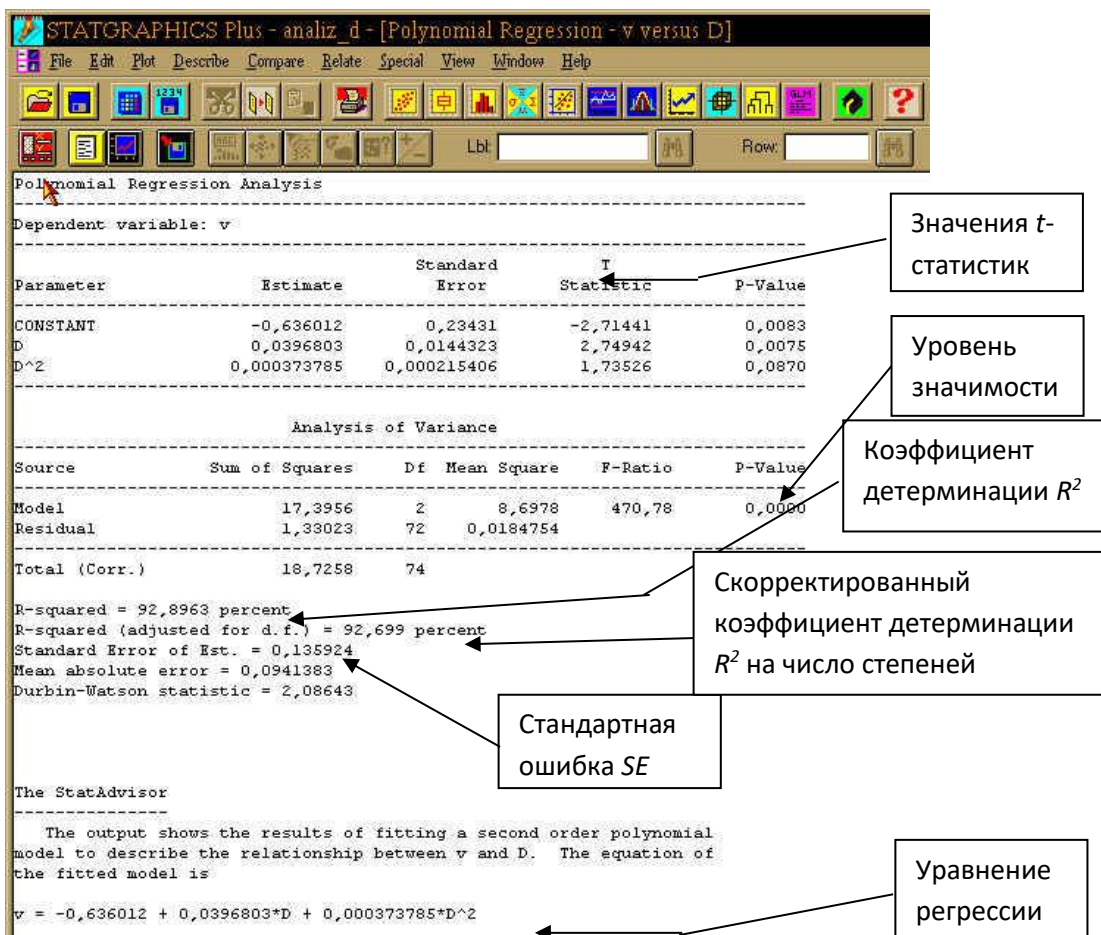 STATGRAPHICS Plus - analiz_d - [Polynomial Regression - v versus D]
File Edit Plot Describe Compare Relate Special View Window Help
Lbl: Row:
Polynomial Regression Analysis
Dependent variable: v
Standard T
Parameter Estimate Error Statistic P-Value
CONSTANT -0,636012 0,23431 -2,71441 0,0083
D 0,0396803 0,0144323 2,74942 0,0075
D^2 0,000373785 0,000215406 1,73526 0,0870
Analysis of Variance
Source Sum of Squares Df Mean Square F-Ratio P-Value
Model 17,3956 2 8,6978 470,78 0,0000
Residual 1,33023 72 0,0184754
Total (Corr.) 18,7258 74
R-squared = 92,8963 percent
R-squared (adjusted for d.f.) = 92,699 percent
Standard Error of Est. = 0,135924
Mean absolute error = 0,0941383
Durbin-Watson statistic = 2,08643
The StatAdvisor
The output shows the results of fitting a second order polynomial
model to describe the relationship between v and D. The equation of
the fitted model is
v = -0,636012 + 0,0396803*D + 0,000373785*D^2
Значения t-
статистик
Уровень
значимости
Коэффициент
детерминации R²
Скорректированный
коэффициент детерминации
R² на число степеней
Стандартная
ошибка SE
Уравнение
регрессии